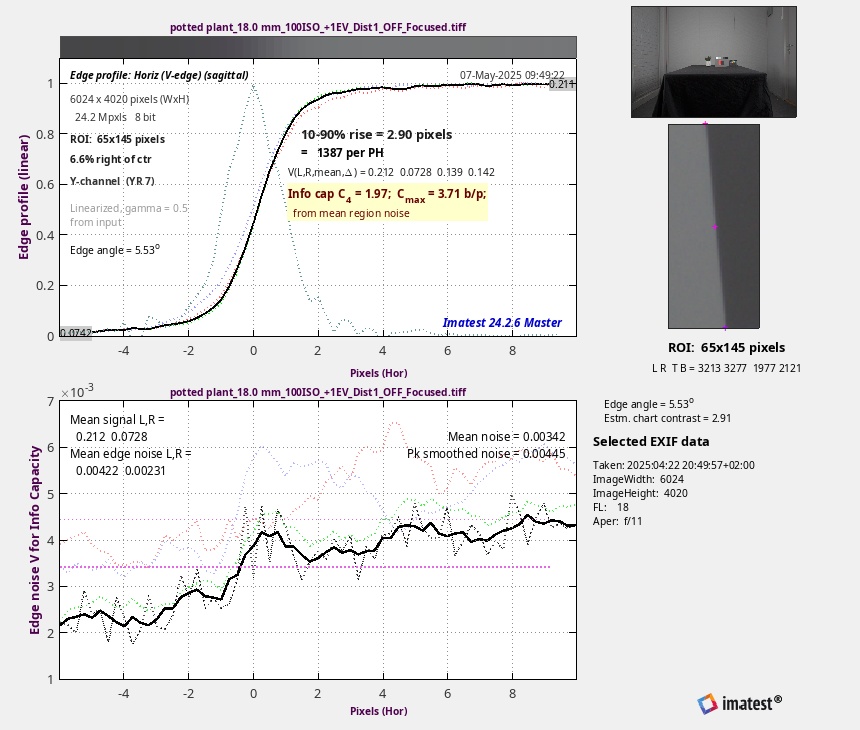 potted plant_18.0 mm_100ISO_+1EV_Dist1_OFF_Focused.tiff
Edge profile: Horiz (V-edge) (sagittal)
07-May-2025 09:49:22
6024 x 4020 pixels (WxH)
24.2 Mpxls 8 bit
ROI: 65x145 pixels
6.6% right of ctr
Y-channel (YR7)
Linearized, gamma = 0.5
from input
Edge angle = 5.53o
10-90% rise = 2.90 pixels
= 1387 per PH
V(L,R,mean,Δ) = 0.212 0.0728 0.139 0.142
Info cap C4 = 1.97; Cmax = 3.71 b/p;
from mean region noise
0.211
0.0742
Imatest 24.2.6 Master
Edge profile (linear)
1
0.8
0.6
0.4
0.2
0
-4 -2 0 2 4 6 8
Pixels (Hor)
potted plant_18.0 mm_100ISO_+1EV_Dist1_OFF_Focused.tiff
×10-3
Mean signal L,R =
0.212 0.0728
Mean edge noise L,R =
0.00422 0.00231
Mean noise = 0.00342
Pk smoothed noise = 0.00445
Edge noise V for Info Capacity
7
6
5
4
3
2
1
-4 -2 0 2 4 6 8
Pixels (Hor)
ROI: 65x145 pixels
L R T B = 3213 3277 1977 2121
Edge angle = 5.53o
Estm. chart contrast = 2.91
Selected EXIF data
Taken: 2025:04:22 20:49:57+02:00
ImageWidth: 6024
ImageHeight: 4020
FL: 18
Aper: f/11
imatest®